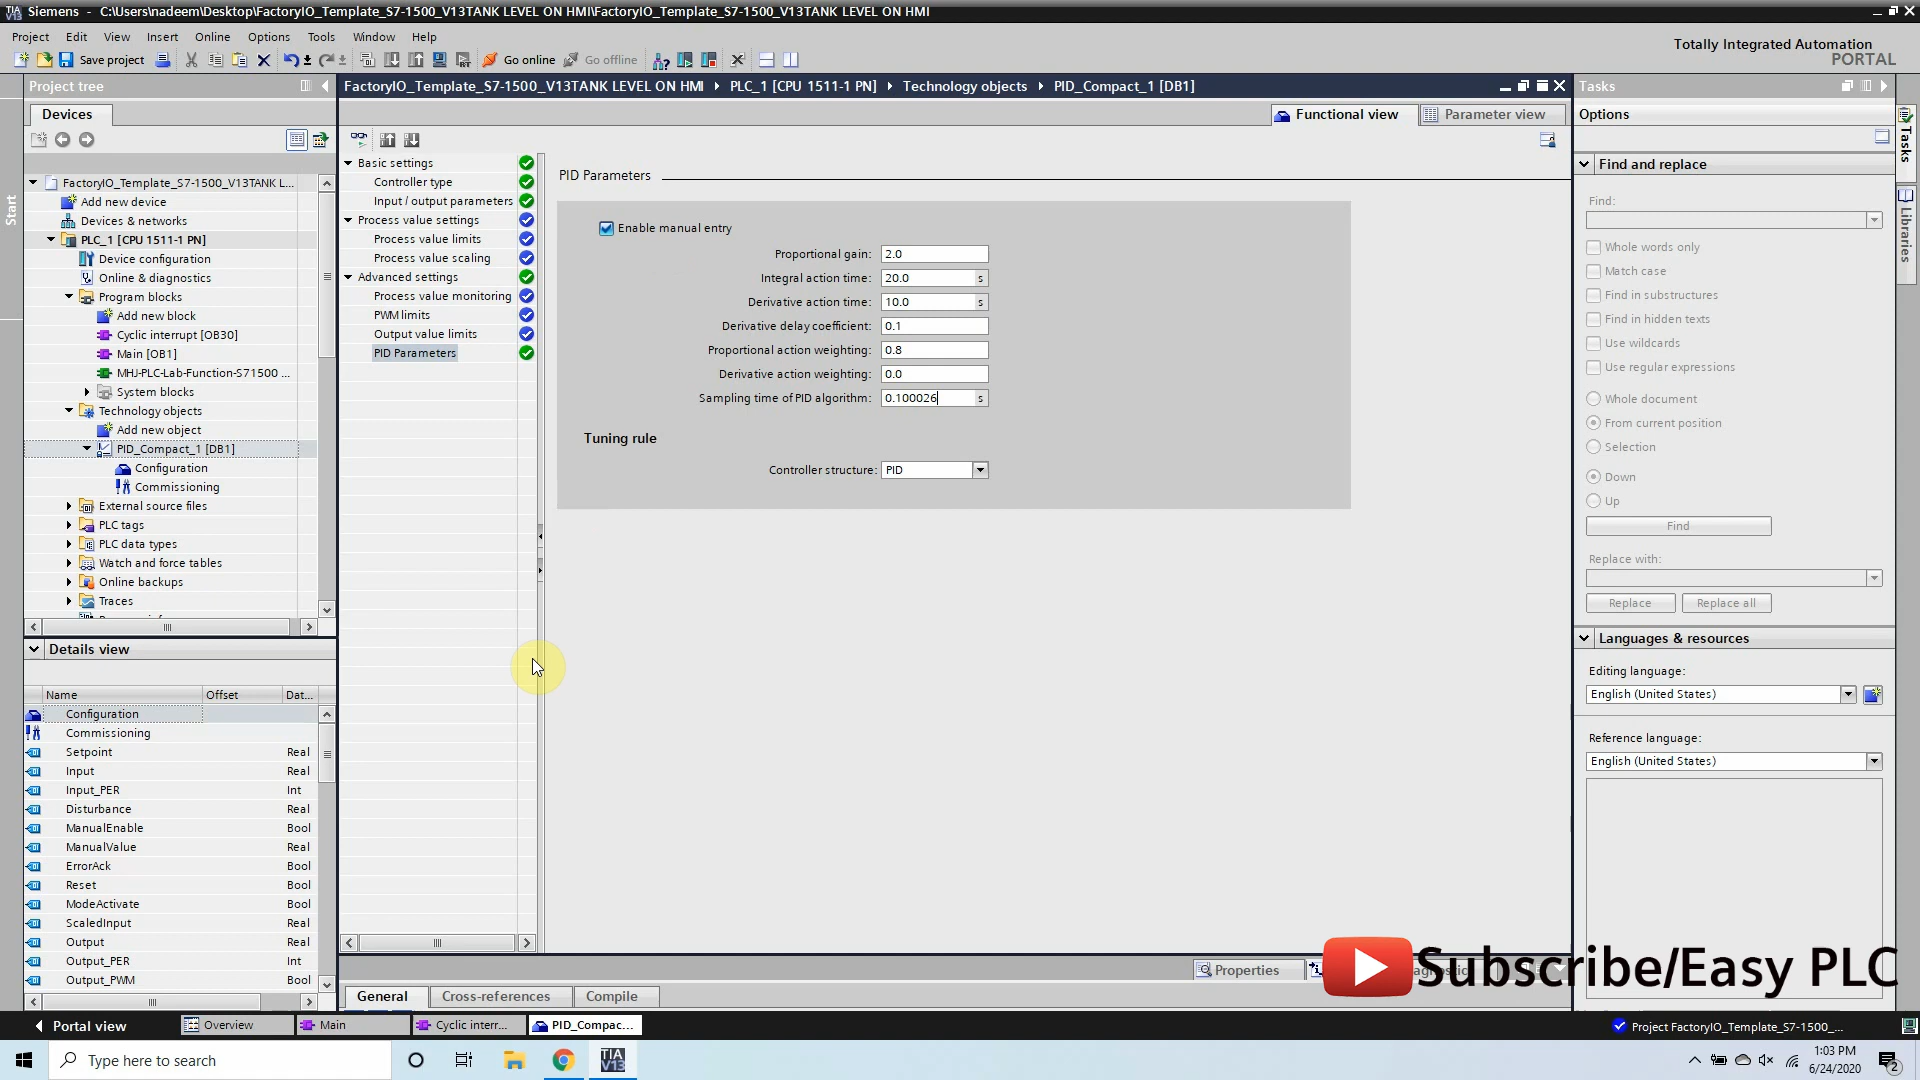 Siemens - C:\Users\nadeem\Desktop\FactoryIO_Template_S7-1500_V13TANK LEVEL ON HMI\FactoryIO_Template_S7-1500_V13TANK LEVEL ON HMI
Project Edit View Insert Online Options Tools Window Help
Totally Integrated Automation
PORTAL
Save project
Go online
Go offline
Project tree
FactoryIO_Template_S7-1500_V13TANK LEVEL ON HMI
PLC_1 [CPU 1511-1 PN]
Technology objects
PID_Compact_1 [DB1]
Tasks
Devices
Functional view
Parameter view
Options
Start
FactoryIO_Template_S7-1500_V13TANK L...
Add new device
Devices & networks
PLC_1 [CPU 1511-1 PN]
Device configuration
Online & diagnostics
Program blocks
Add new block
Cyclic interrupt [OB30]
Main [OB1]
MHJ-PLC-Lab-Function-S71500 ...
System blocks
Technology objects
Add new object
PID_Compact_1 [DB1]
Configuration
Commissioning
External source files
PLC tags
PLC data types
Watch and force tables
Online backups
Traces
Details view
Name Offset Dat...
Configuration
Commissioning
Setpoint Real
Input Real
Input_PER Int
Disturbance Real
ManualEnable Bool
ManualValue Real
ErrorAck Bool
Reset Bool
ModeActivate Bool
ScaledInput Real
Output Real
Output_PER Int
Output_PWM Bool
Basic settings
Controller type
Input / output parameters
Process value settings
Process value limits
Process value scaling
Advanced settings
Process value monitoring
PWM limits
Output value limits
PID Parameters
PID Parameters
Enable manual entry
Proportional gain: 2.0
Integral action time: 20.0 s
Derivative action time: 10.0 s
Derivative delay coefficient: 0.1
Proportional action weighting: 0.8
Derivative action weighting: 0.0
Sampling time of PID algorithm: 0.100026 s
Tuning rule
Controller structure: PID
Properties
General
Cross-references
Compile
Find and replace
Find:
Whole words only
Match case
Find in substructures
Find in hidden texts
Use wildcards
Use regular expressions
Whole document
From current position
Selection
Down
Up
Find
Replace with:
Replace
Replace all
Languages & resources
Editing language:
English (United States)
Reference language:
English (United States)
Tasks
Libraries
Subscribe/Easy PLC
Portal view
Overview
Main
Cyclic interr...
PID_Compac...
Project FactoryIO_Template_S7-1500_...
Type here to search
TIA
V13
1:03 PM
6/24/2020
2